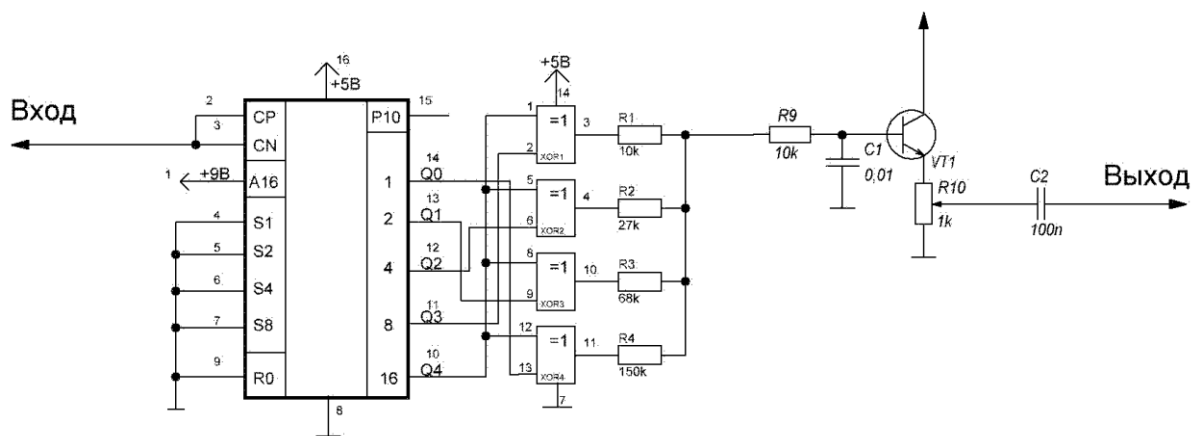 Вход
16
+5В
2
3
CP
CN
P10
15
1
+9В
A16
4
S1
5
S2
6
S4
7
S8
9
R0
8
1
14
Q0
2
13
Q1
4
12
Q2
8
11
Q3
16
10
Q4
+5В
14
1
2
=1
XOR1
3
R1
10k
5
6
=1
XOR2
4
R2
27k
8
9
=1
XOR3
10
R3
68k
12
13
=1
XOR4
11
R4
150k
7
R9
10k
C1
0,01
VT1
R10
1k
C2
100n
Выход